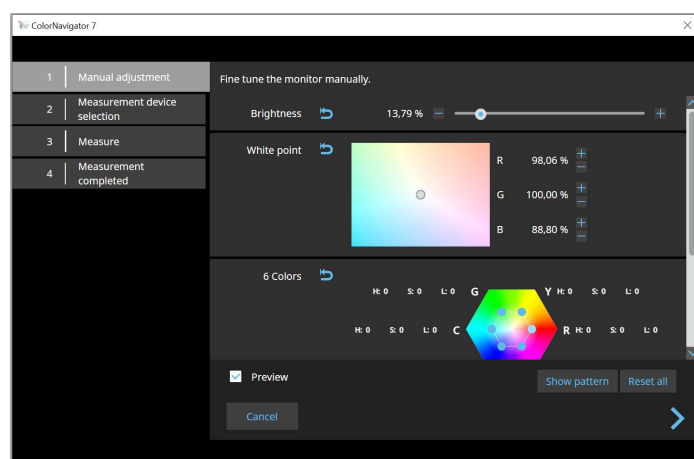 ColorNavigator 7
1 Manual adjustment
2 Measurement device
selection
3 Measure
4 Measurement
completed
Fine tune the monitor manually.
Brightness 13,79 %
White point
R 98,06 %
G 100,00 %
B 88,80 %
6 Colors
H: 0 S: 0 L: 0 G Y H: 0 S: 0 L: 0
H: 0 S: 0 L: 0 C R H: 0 S: 0 L: 0
Preview
Show pattern Reset all
Cancel